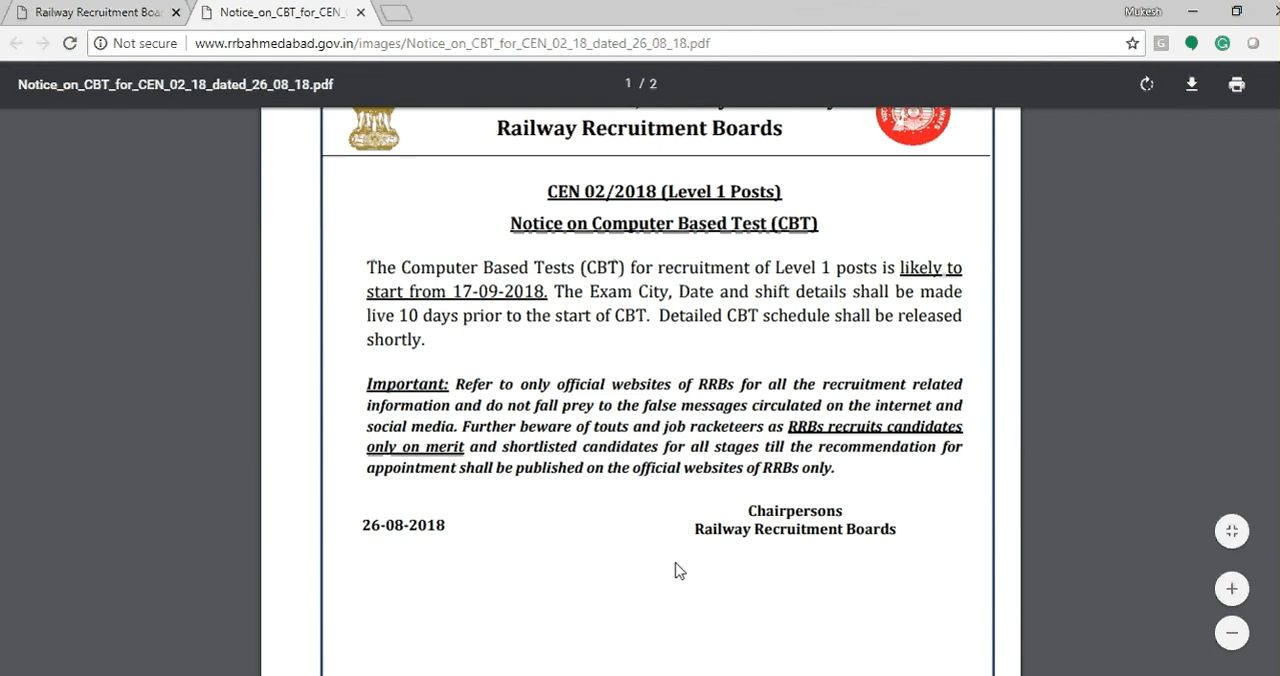 Railway Recruitment Boa
Notice_on_CBT_for_CEN_
Mukesh
Not secure
www.rrbahmedabad.gov.in/images/Notice_on_CBT_for_CEN_02_18_dated_26_08_18.pdf
Notice_on_CBT_for_CEN_02_18_dated_26_08_18.pdf
1 / 2
Railway Recruitment Boards
CEN 02/2018 (Level 1 Posts)
Notice on Computer Based Test (CBT)
The Computer Based Tests (CBT) for recruitment of Level 1 posts is likely to
start from 17-09-2018. The Exam City, Date and shift details shall be made
live 10 days prior to the start of CBT. Detailed CBT schedule shall be released
shortly.
Important: Refer to only official websites of RRBs for all the recruitment related
information and do not fall prey to the false messages circulated on the internet and
social media. Further beware of touts and job racketeers as RRBs recruits candidates
only on merit and shortlisted candidates for all stages till the recommendation for
appointment shall be published on the official websites of RRBs only.
Chairpersons
26-08-2018
Railway Recruitment Boards